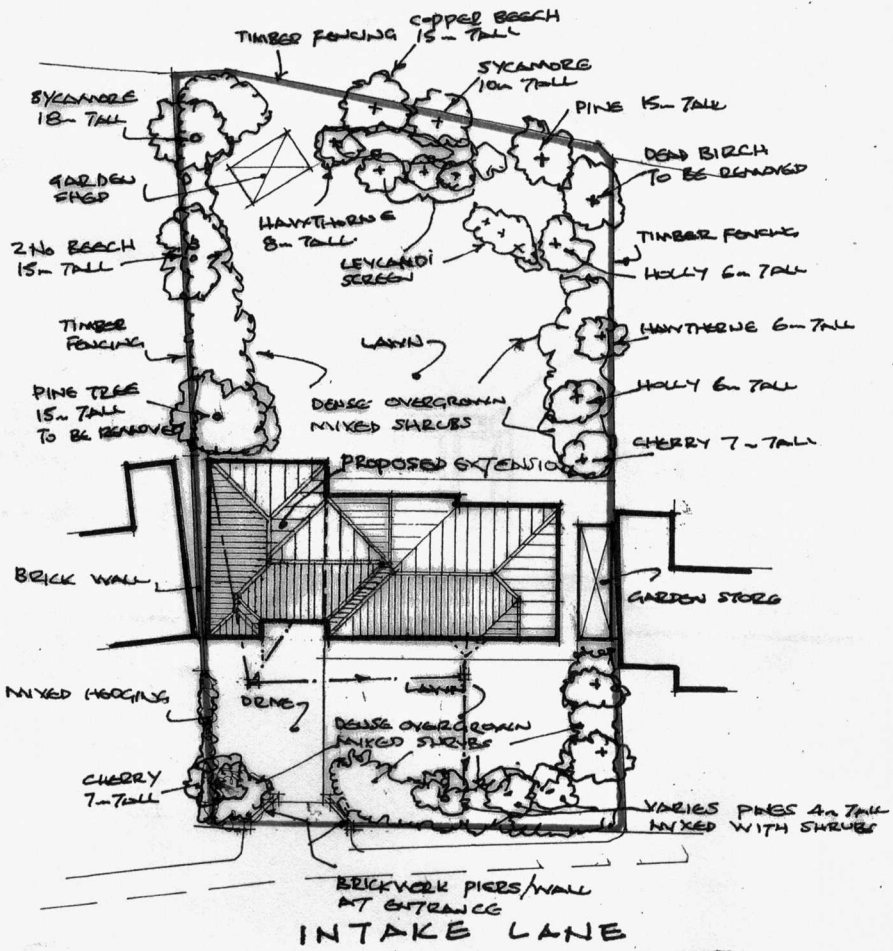 COPPER BEECH
15m TALL
TIMBER FENCING
SYCAMORE
10m TALL
SYCAMORE
18m TALL
PINE 15m TALL
DEAD BIRCH
TO BE REMOVED
GARDEN
SHED
HAWTHORNE
8m TALL
2NO BEECH
15m TALL
LEYLANDI
SCREEN
TIMBER FENCING
HOLLY 6m TALL
TIMBER
FENCING
LAWN
HAWTHORNE 6m TALL
PINE TREE
15m TALL
TO BE REMOVED
DENSE OVERGROWN
MIXED SHRUBS
HOLLY 6m TALL
CHERRY 7m TALL
PROPOSED EXTENSION
BRICK WALL
GARDEN STORE
MIXED HEDGING
DRIVE
LAWN
DENSE OVERGROWN
MIXED SHRUBS
CHERRY
7m TALL
VARIES PINES 4m TALL
MIXED WITH SHRUBS
BRICKWORK PIERS/WALL
AT ENTRANCE
INTAKE LANE